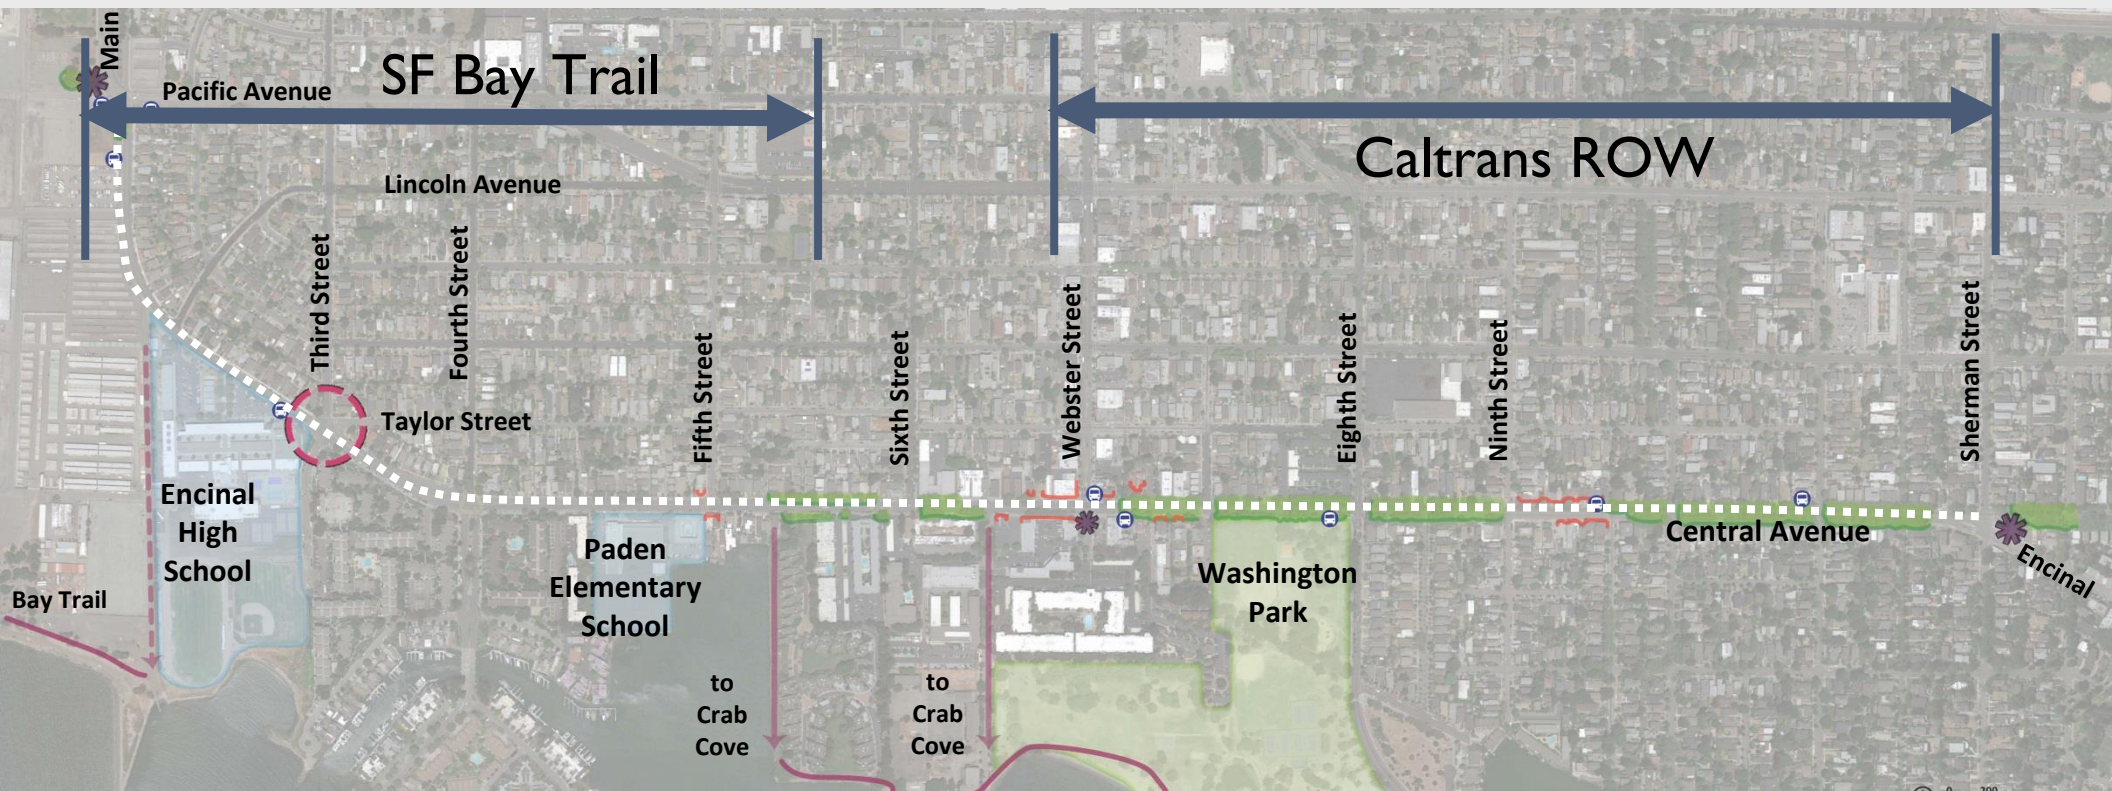 Main
Pacific Avenue
SF Bay Trail
Caltrans ROW
Lincoln Avenue
Third Street
Fourth Street
Fifth Street
Sixth Street
Webster Street
Eighth Street
Ninth Street
Sherman Street
Taylor Street
Encinal
High
School
Paden
Elementary
School
Washington
Park
Central Avenue
Encinal
Bay Trail
to
Crab
Cove
to
Crab
Cove